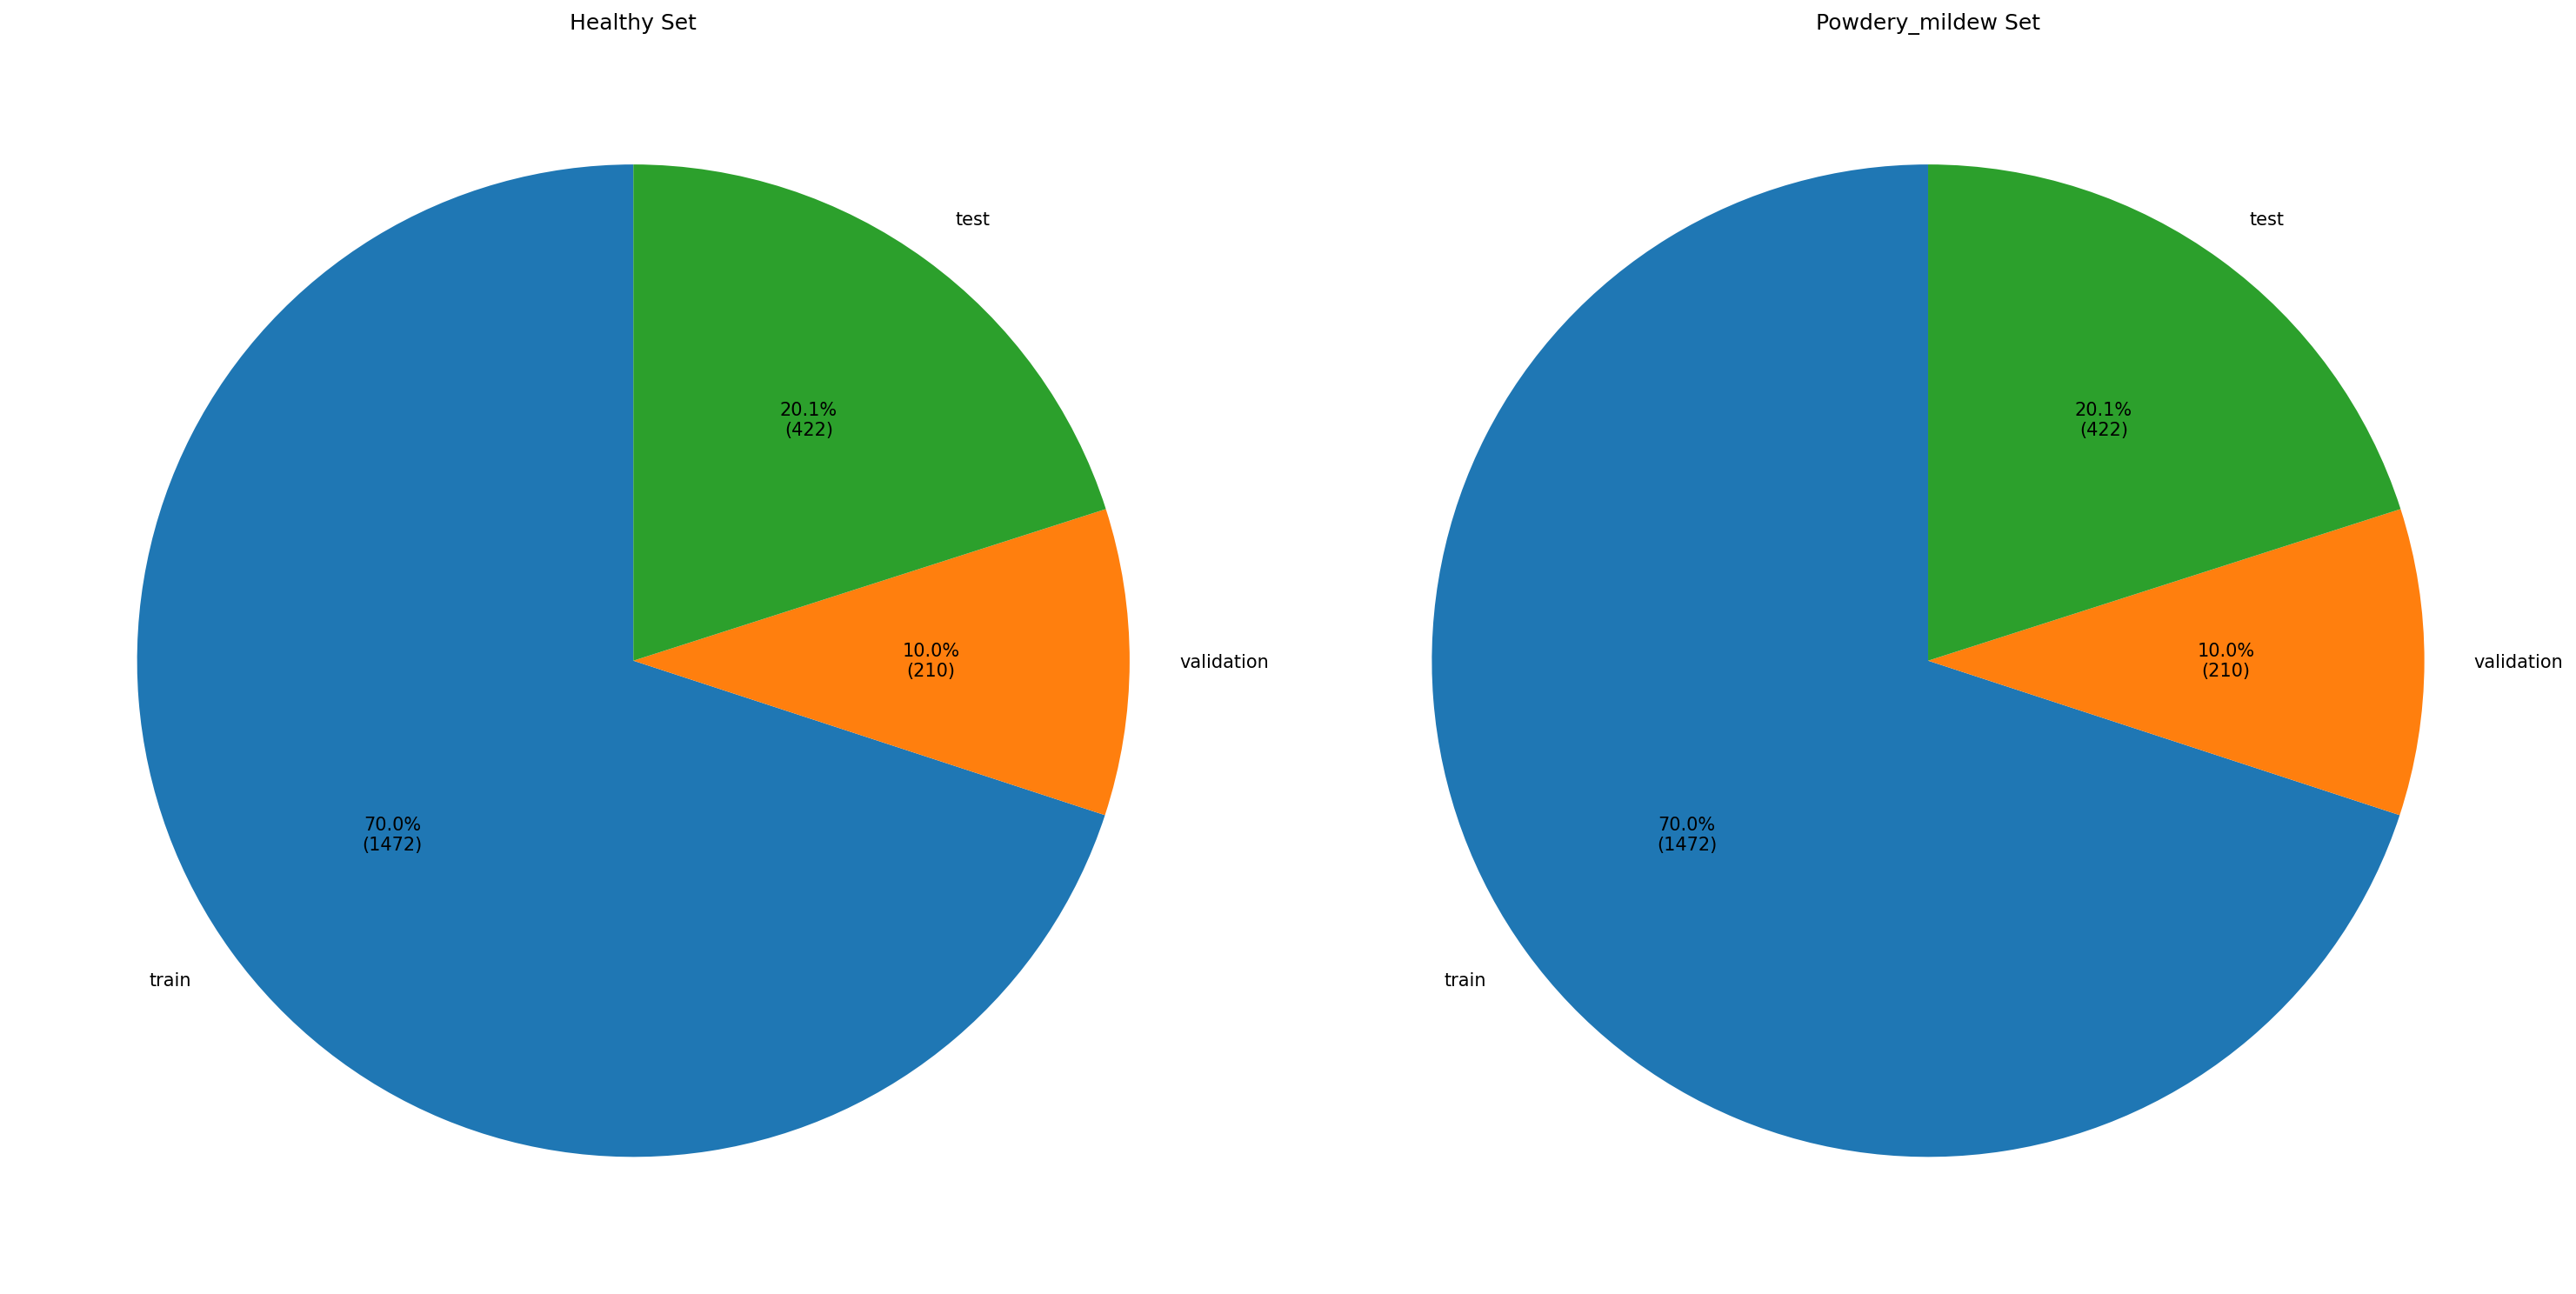 Healthy Set
test
20.1%
(422)
10.0%
(210)
validation
70.0%
(1472)
train
Powdery_mildew Set
test
20.1%
(422)
10.0%
(210)
validation
70.0%
(1472)
train